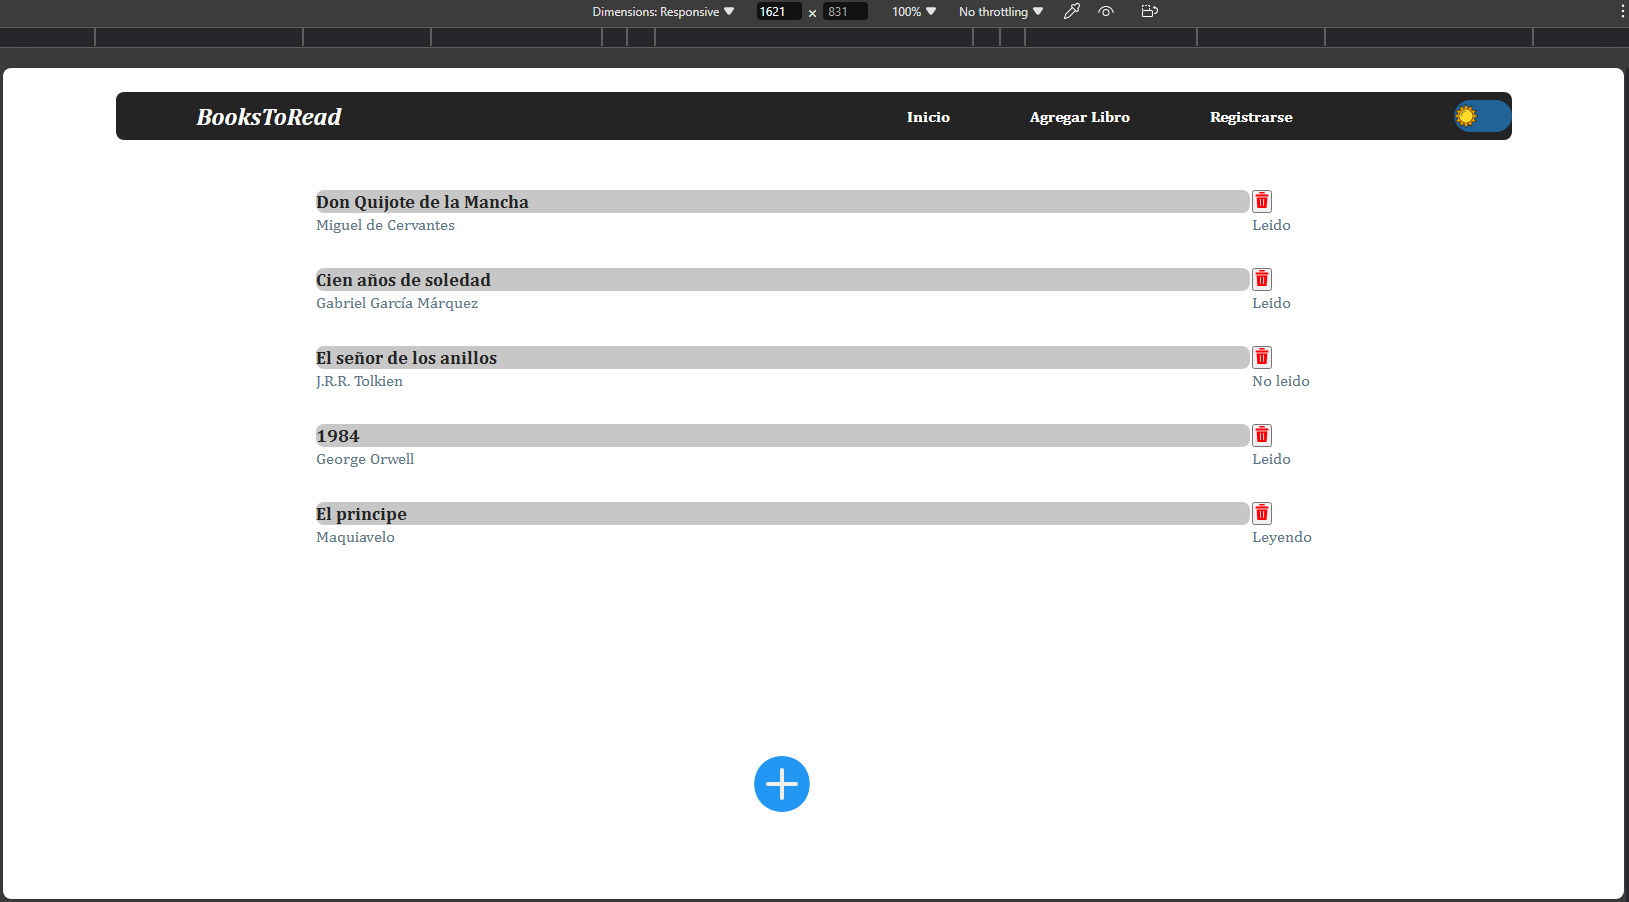 Dimensions: Responsive 1621 × 831 100% No throttling
BooksToRead Inicio Agregar Libro Registrarse
Don Quijote de la Mancha
Miguel de Cervantes Leido
Cien años de soledad
Gabriel García Márquez Leido
El señor de los anillos
J.R.R. Tolkien No leido
1984
George Orwell Leido
El principe
Maquiavelo Leyendo